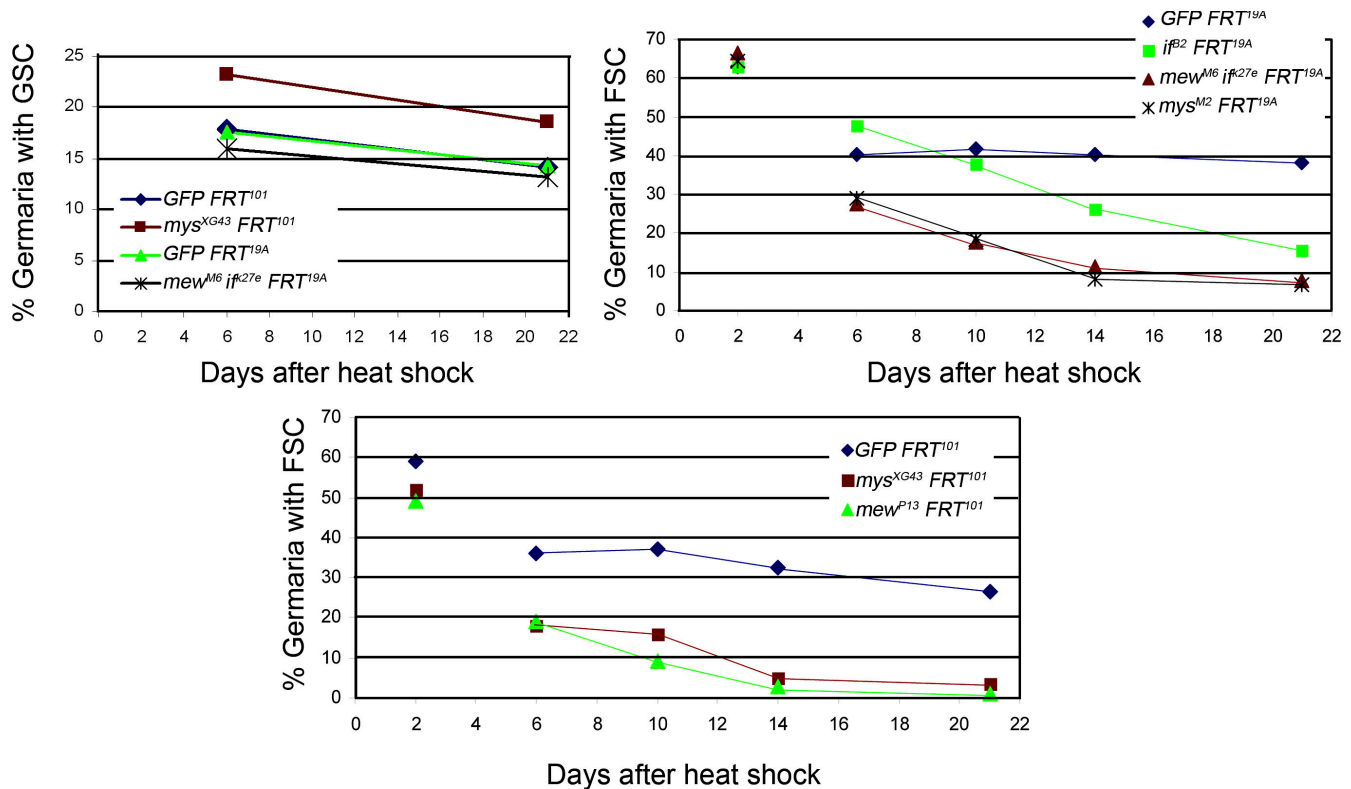 % Germaria with GSC
25
20
15
10
5
0
GFP FRT¹⁰¹
mysˣᴳ⁴³ FRT¹⁰¹
GFP FRT¹⁹ᴬ
mewᴹ⁶ ifᵏ²⁷ᵉ FRT¹⁹ᴬ
0 2 4 6 8 10 12 14 16 18 20 22
Days after heat shock
% Germaria with FSC
70
60
50
40
30
20
10
0
GFP FRT¹⁹ᴬ
ifᴮ² FRT¹⁹ᴬ
mewᴹ⁶ ifᵏ²⁷ᵉ FRT¹⁹ᴬ
mysᴹ² FRT¹⁹ᴬ
0 2 4 6 8 10 12 14 16 18 20 22
Days after heat shock
% Germaria with FSC
70
60
50
40
30
20
10
0
GFP FRT¹⁰¹
mysˣᴳ⁴³ FRT¹⁰¹
mewᴾ¹³ FRT¹⁰¹
0 2 4 6 8 10 12 14 16 18 20 22
Days after heat shock